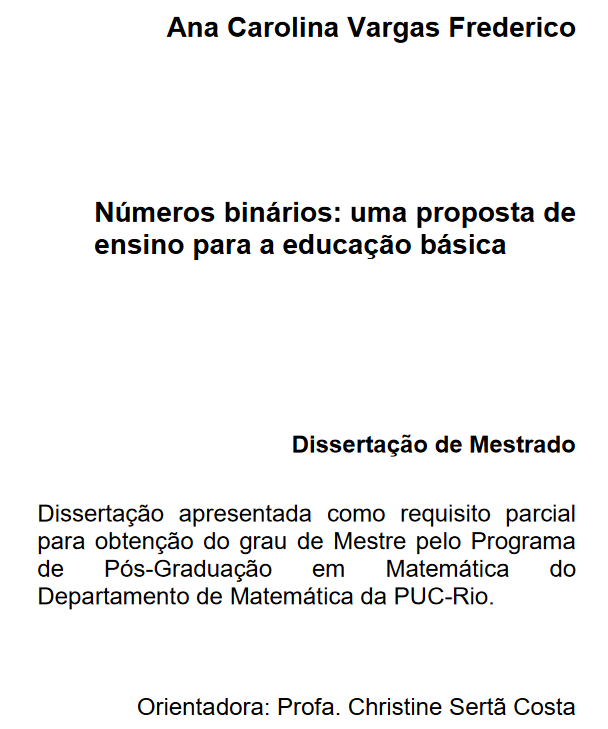 Ana Carolina Vargas Frederico
Números binários: uma proposta de
ensino para a educação básica
Dissertação de Mestrado
Dissertação apresentada como requisito parcial
para obtenção do grau de Mestre pelo Programa
de Pós-Graduação em Matemática do
Departamento de Matemática da PUC-Rio.
Orientadora: Profa. Christine Sertã Costa